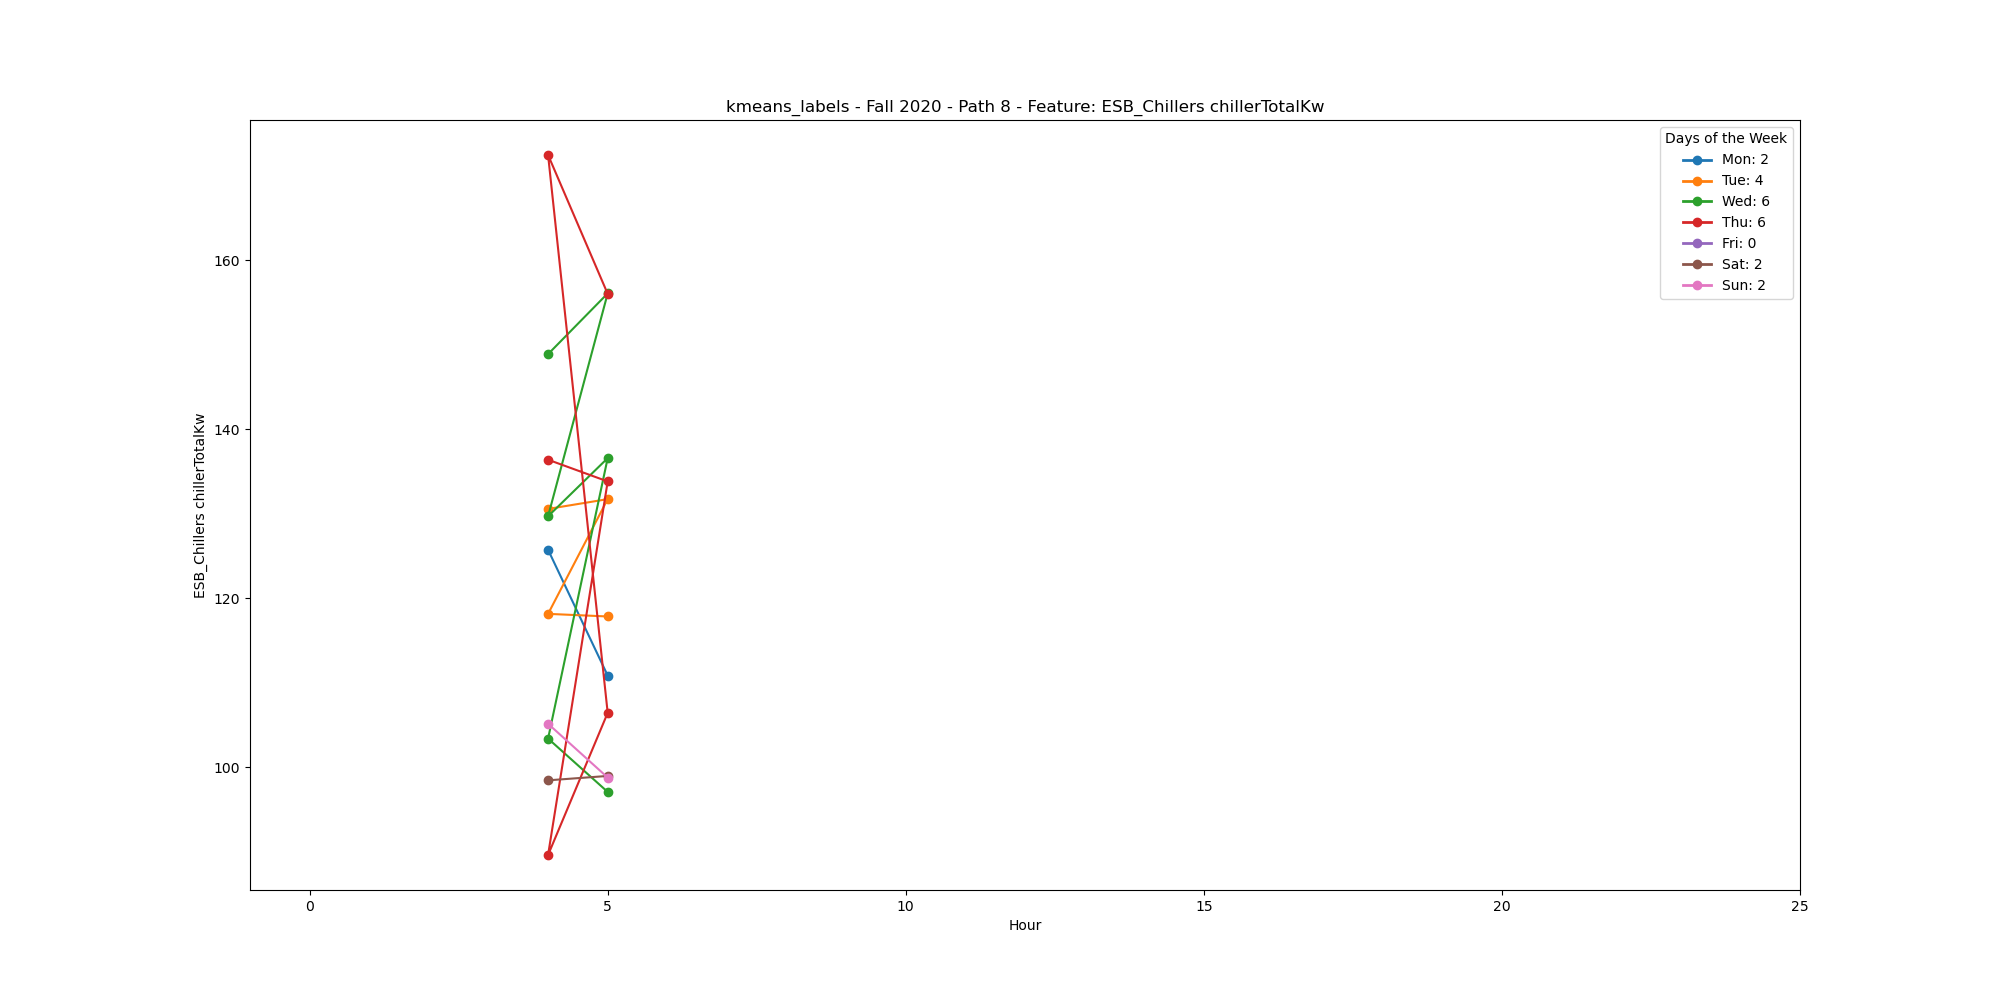 kmeans_labels - Fall 2020 - Path 8 - Feature: ESB_Chillers chillerTotalKw
Days of the Week
Mon: 2
Tue: 4
Wed: 6
Thu: 6
Fri: 0
Sat: 2
Sun: 2
ESB_Chillers chillerTotalKw
160
140
120
100
0 5 10 15 20 25
Hour